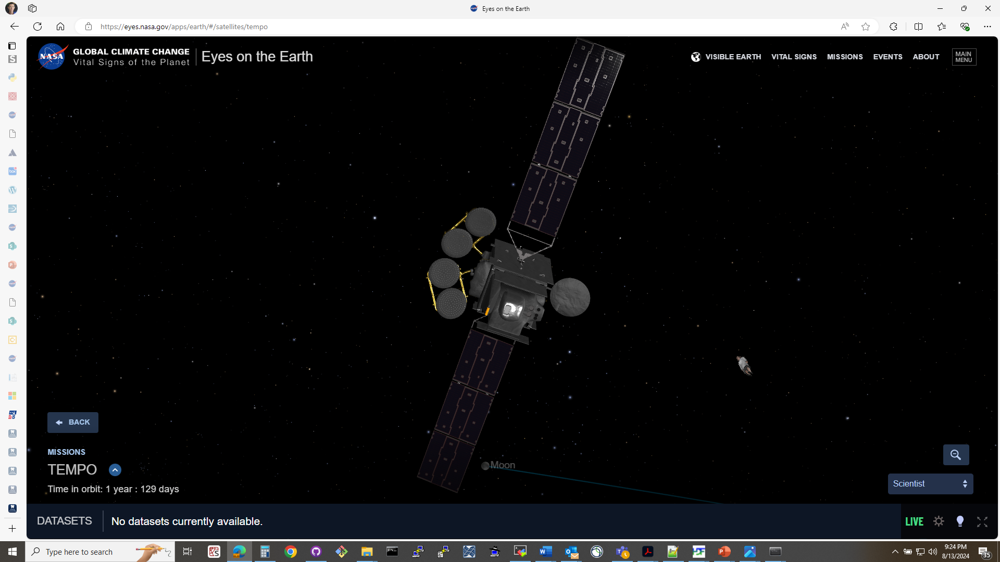 Eyes on the Earth
https://eyes.nasa.gov/apps/earth/#/satellites/tempo
NASA
GLOBAL CLIMATE CHANGE
Vital Signs of the Planet
Eyes on the Earth
VISIBLE EARTH
VITAL SIGNS
MISSIONS
EVENTS
ABOUT
MAIN
MENU
BACK
MISSIONS
TEMPO
Time in orbit: 1 year : 129 days
Moon
Scientist
DATASETS
No datasets currently available.
LIVE
Type here to search
9:24 PM
8/13/2024
35